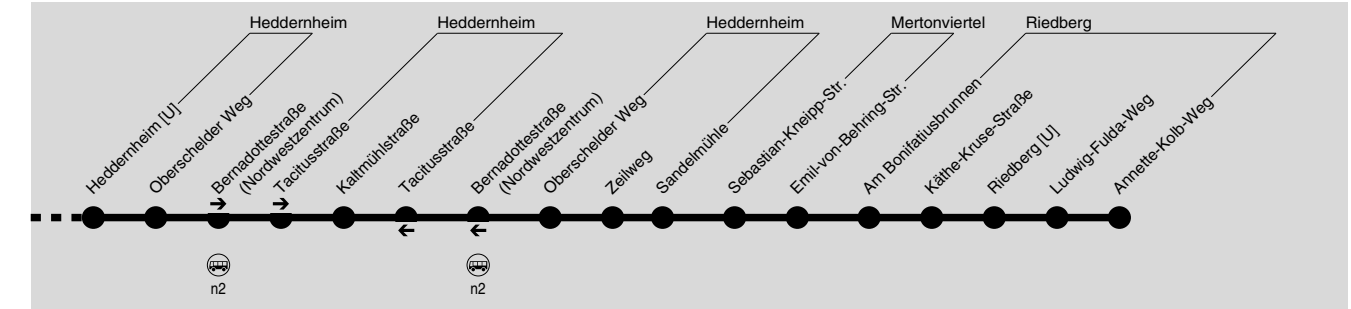 Heddernheim
Heddernheim
Heddernheim
Mertonviertel
Riedberg
Heddernheim [U]
Oberschelder Weg
Bernadottestraße
(Nordwestzentrum)
Tacitusstraße
Kaltmühlstraße
Tacitusstraße
Bernadottestraße
(Nordwestzentrum)
Oberschelder Weg
Zeilweg
Sandelmühle
Sebastian-Kneipp-Str.
Emil-von-Behring-Str.
Am Bonifatiusbrunnen
Käthe-Kruse-Straße
Riedberg [U]
Ludwig-Fulda-Weg
Annette-Kolb-Weg
n2
n2